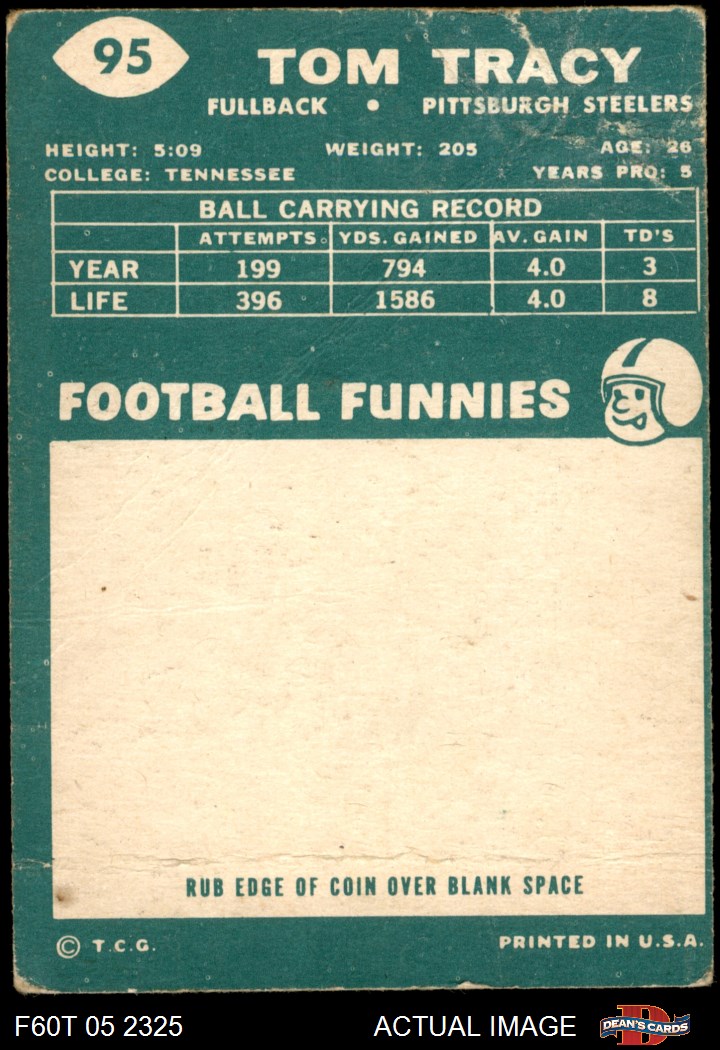 95
TOM TRACY
FULLBACK • PITTSBURGH STEELERS
HEIGHT: 5:09 WEIGHT: 205 AGE: 26
COLLEGE: TENNESSEE YEARS PRO: 5
BALL CARRYING RECORD
ATTEMPTS YDS. GAINED AV. GAIN TD'S
YEAR 199 794 4.0 3
LIFE 396 1586 4.0 8
FOOTBALL FUNNIES
RUB EDGE OF COIN OVER BLANK SPACE
© T.C.G. PRINTED IN U.S.A.
F60T 05 2325 ACTUAL IMAGE D DEAN'S CARDS